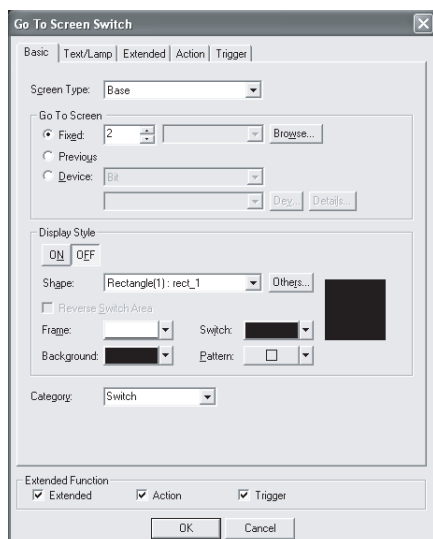 Go To Screen Switch
Basic Text/Lamp Extended Action Trigger
Screen Type: Base
Go To Screen
Fixed: 2 Browse...
Previous
Device: Bit
Dev... Details...
Display Style
ON OFF
Shape: Rectangle(1) : rect_1 Others...
Reverse Switch Area
Frame: Switch:
Background: Pattern:
Category: Switch
Extended Function
Extended Action Trigger
OK Cancel